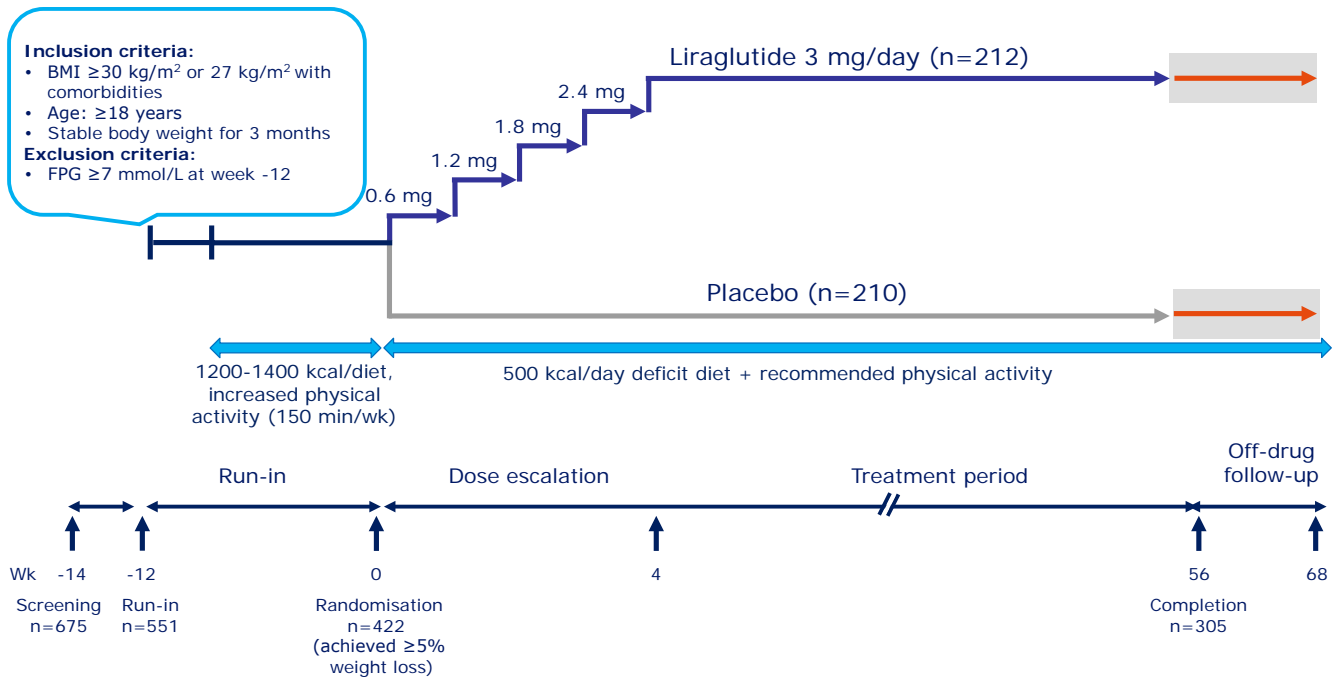 Inclusion criteria:
• BMI ≥30 kg/m² or 27 kg/m² with
comorbidities
• Age: ≥18 years
• Stable body weight for 3 months
Exclusion criteria:
• FPG ≥7 mmol/L at week -12
0.6 mg
1.2 mg
1.8 mg
2.4 mg
Liraglutide 3 mg/day (n=212)
Placebo (n=210)
1200-1400 kcal/diet,
increased physical
activity (150 min/wk)
500 kcal/day deficit diet + recommended physical activity
Run-in
Dose escalation
Treatment period
Off-drug
follow-up
Wk -14 -12 0 4 56 68
Screening
n=675
Run-in
n=551
Randomisation
n=422
(achieved ≥5%
weight loss)
Completion
n=305